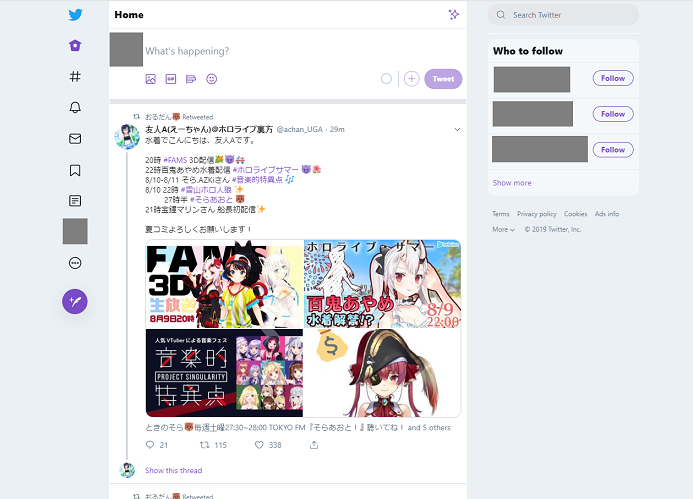 Home
Search Twitter
What's happening?
Tweet
Who to follow
Follow
Follow
Follow
Show more
Terms Privacy policy Cookies Ads info
More © 2019 Twitter, Inc.
おるだん🐻 Retweeted
友人A(えーちゃん)@ホロライブ裏方 @achan_UGA · 29m
水着でこんにちは、友人Aです。
20時 #FAMS 3D配信
22時百鬼あやめ水着配信 #ホロライブサマー
8/10-8/11 そら,AZKiさん #音楽的特異点
8/10 22時 #雪山ホロ人狼 ✨
27時半 #そらあおと
21時宝鐘マリンさん 船長初配信✨
夏コミよろしくお願いします！
FAMS
3D
生放送
8月9日20時
ホロライブ・サマー
百鬼あやめ
水着解禁!?
8/9
22:00
人気VTuberによる音楽フェス
音楽的
PROJECT SINGULARITY
特異点
$
ときのそら🐻毎週土曜27:30~28:00 TOKYO FM『そらあおと！』聴いてね！ and 5 others
21 115 338
Show this thread
おるだん🐻 Retweeted